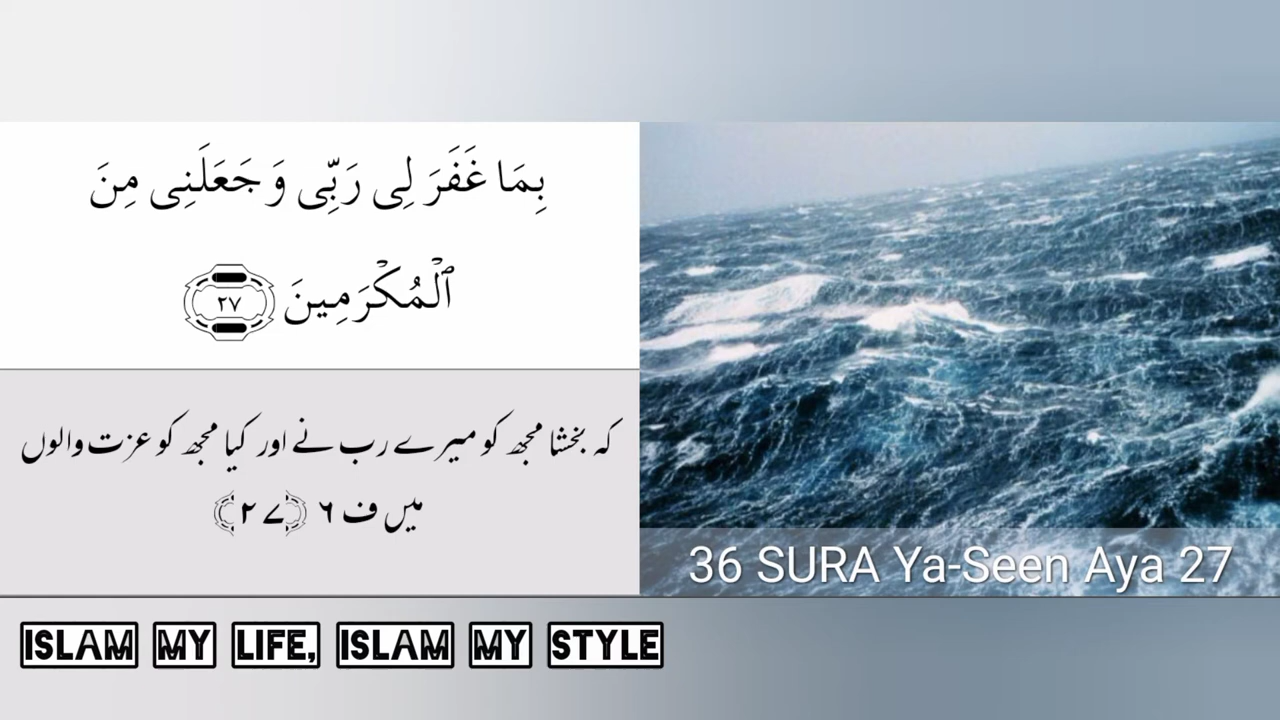 بِمَا غَفَرَ لِی رَبِّی وَ جَعَلَنِی مِنَ
ٱلۡمُكۡرَمِينَ ٢٧
کہ بخشا مجھ کو میرے رب نے اور کیا مجھ کو عزت والوں
میں ف ٦ ﴿٢٧﴾
36 SURA Ya-Seen Aya 27
ISLAM MY LIFE, ISLAM MY STYLE